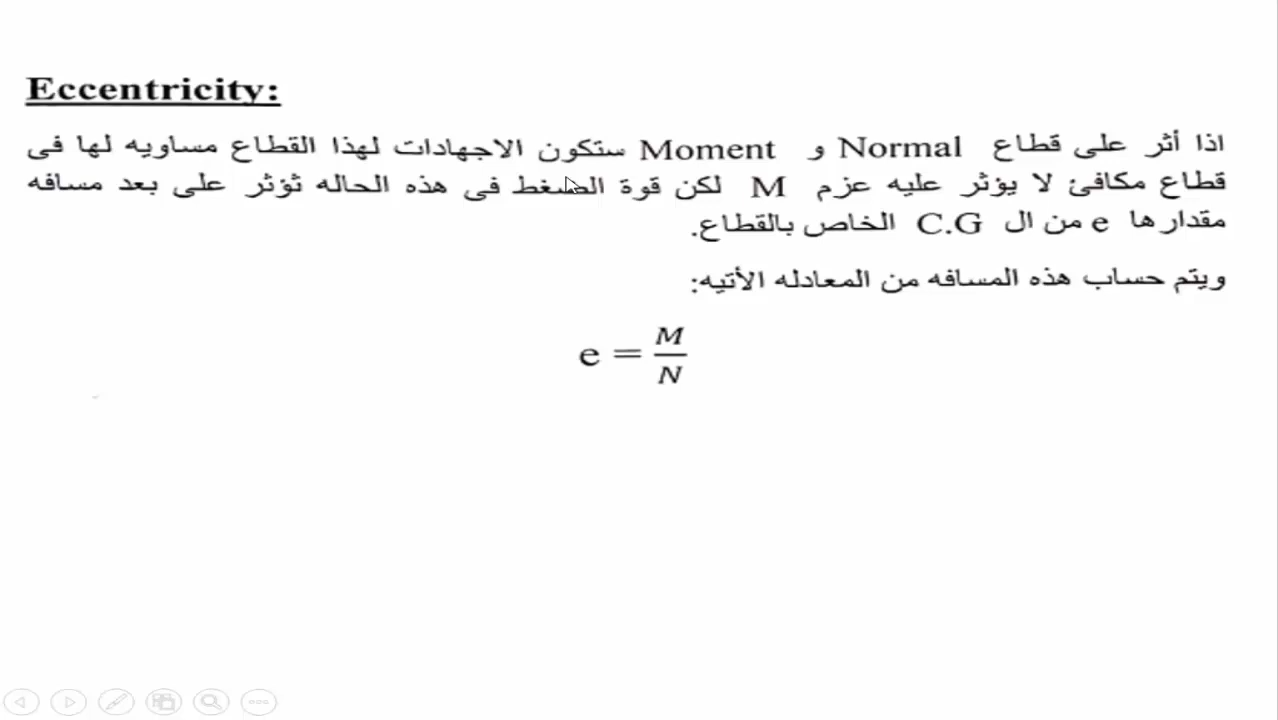 Eccentricity:
اذا أثر على قطاع Normal و Moment ستكون الاجهادات لهذا القطاع مساويه لها فى
قطاع مكافئ لا يؤثر عليه عزم M لكن قوة الضغط فى هذه الحاله تؤثر على بعد مسافه
مقدارها e من ال C.G الخاص بالقطاع.
ويتم حساب هذه المسافه من المعادله الأتيه:
e = M/N